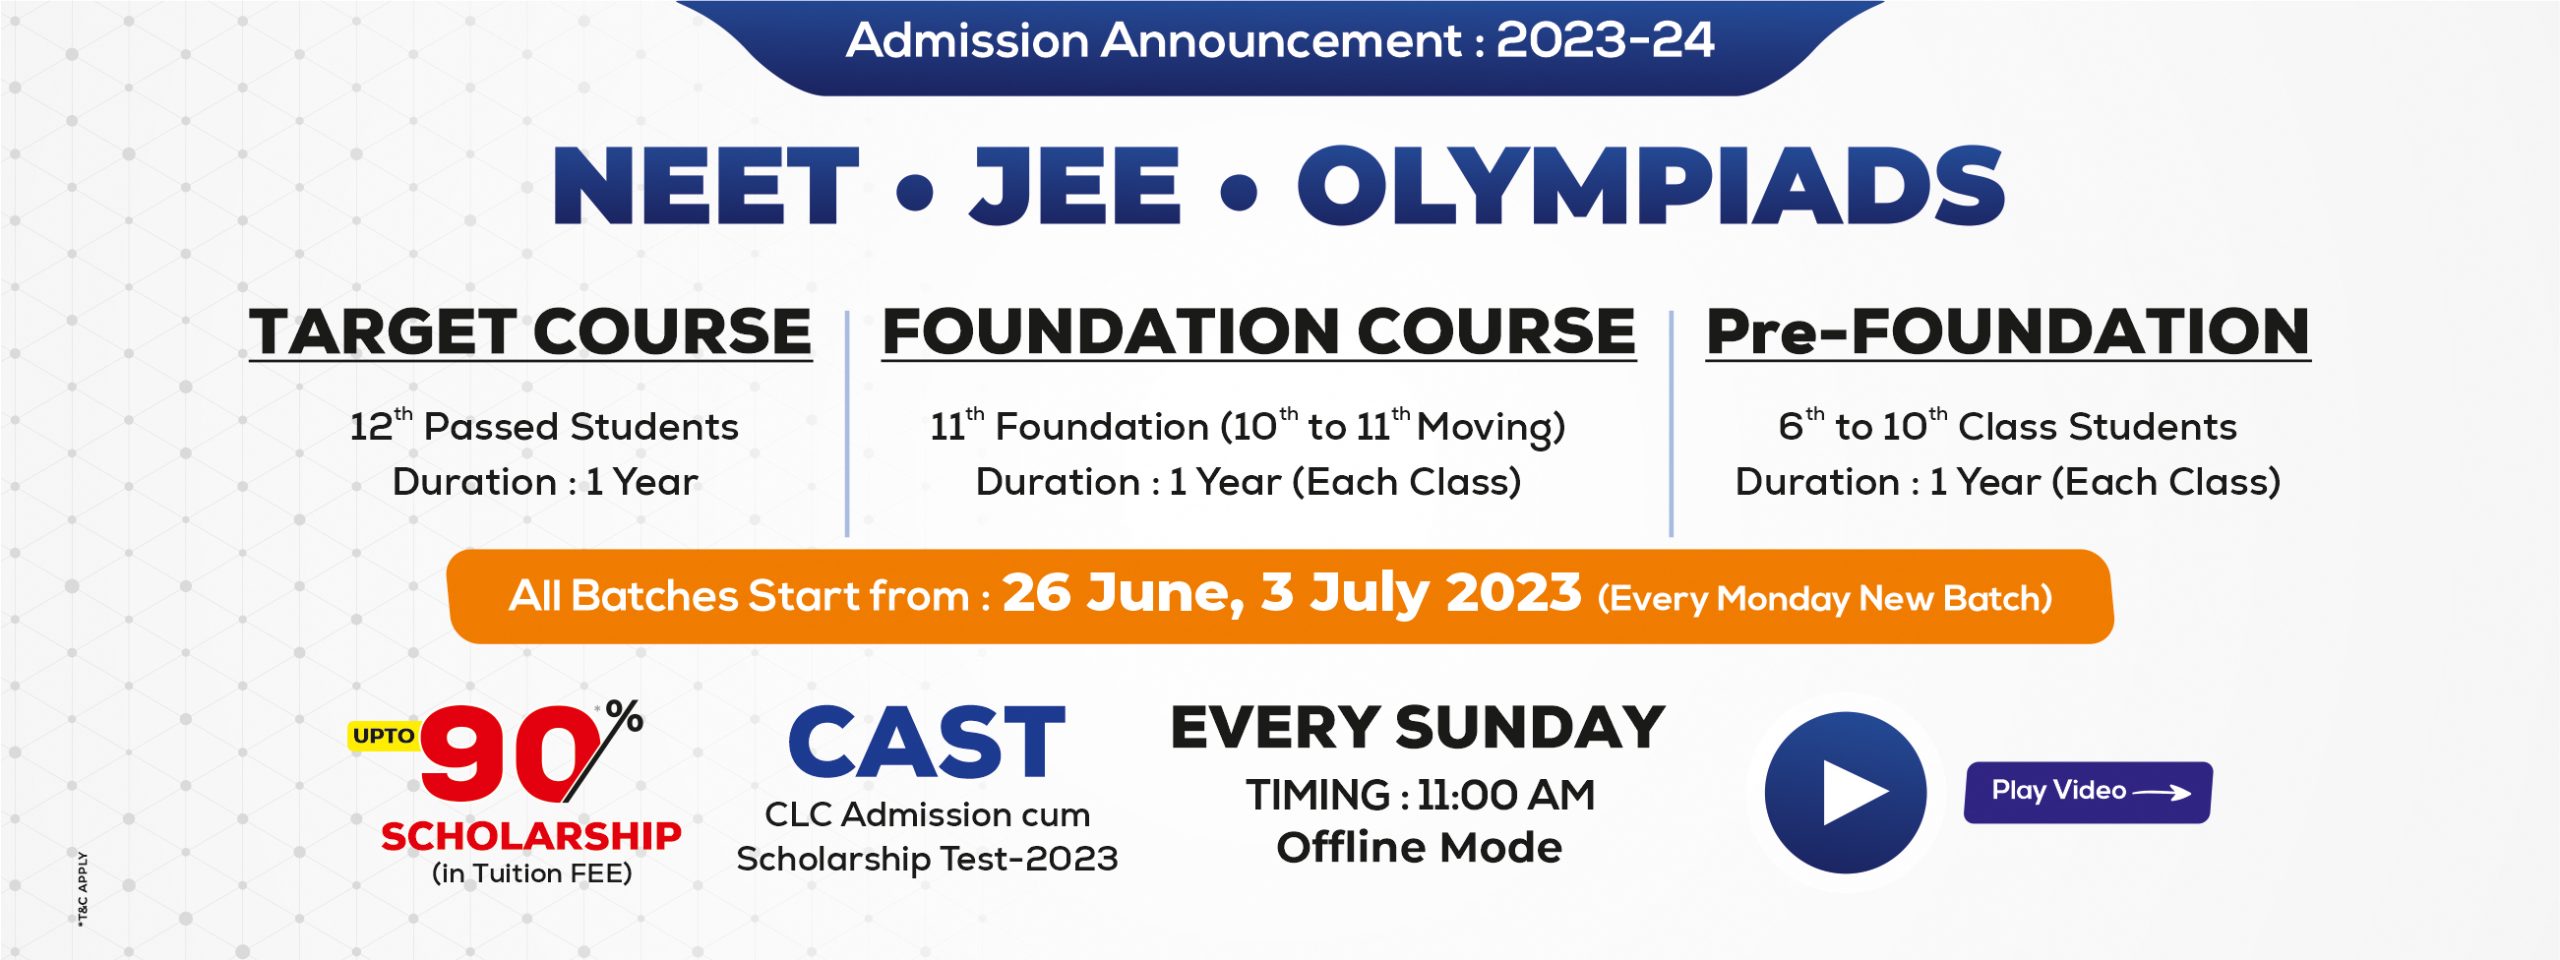 Admission Announcement : 2023-24
NEET • JEE • OLYMPIADS
TARGET COURSE
12th Passed Students
Duration : 1 Year
FOUNDATION COURSE
11th Foundation (10th to 11th Moving)
Duration : 1 Year (Each Class)
Pre-FOUNDATION
6th to 10th Class Students
Duration : 1 Year (Each Class)
All Batches Start from : 26 June, 3 July 2023 (Every Monday New Batch)
UPTO 90*%
SCHOLARSHIP
(in Tuition FEE)
CAST
CLC Admission cum
Scholarship Test-2023
EVERY SUNDAY
TIMING : 11:00 AM
Offline Mode
Play Video
*T&C APPLY